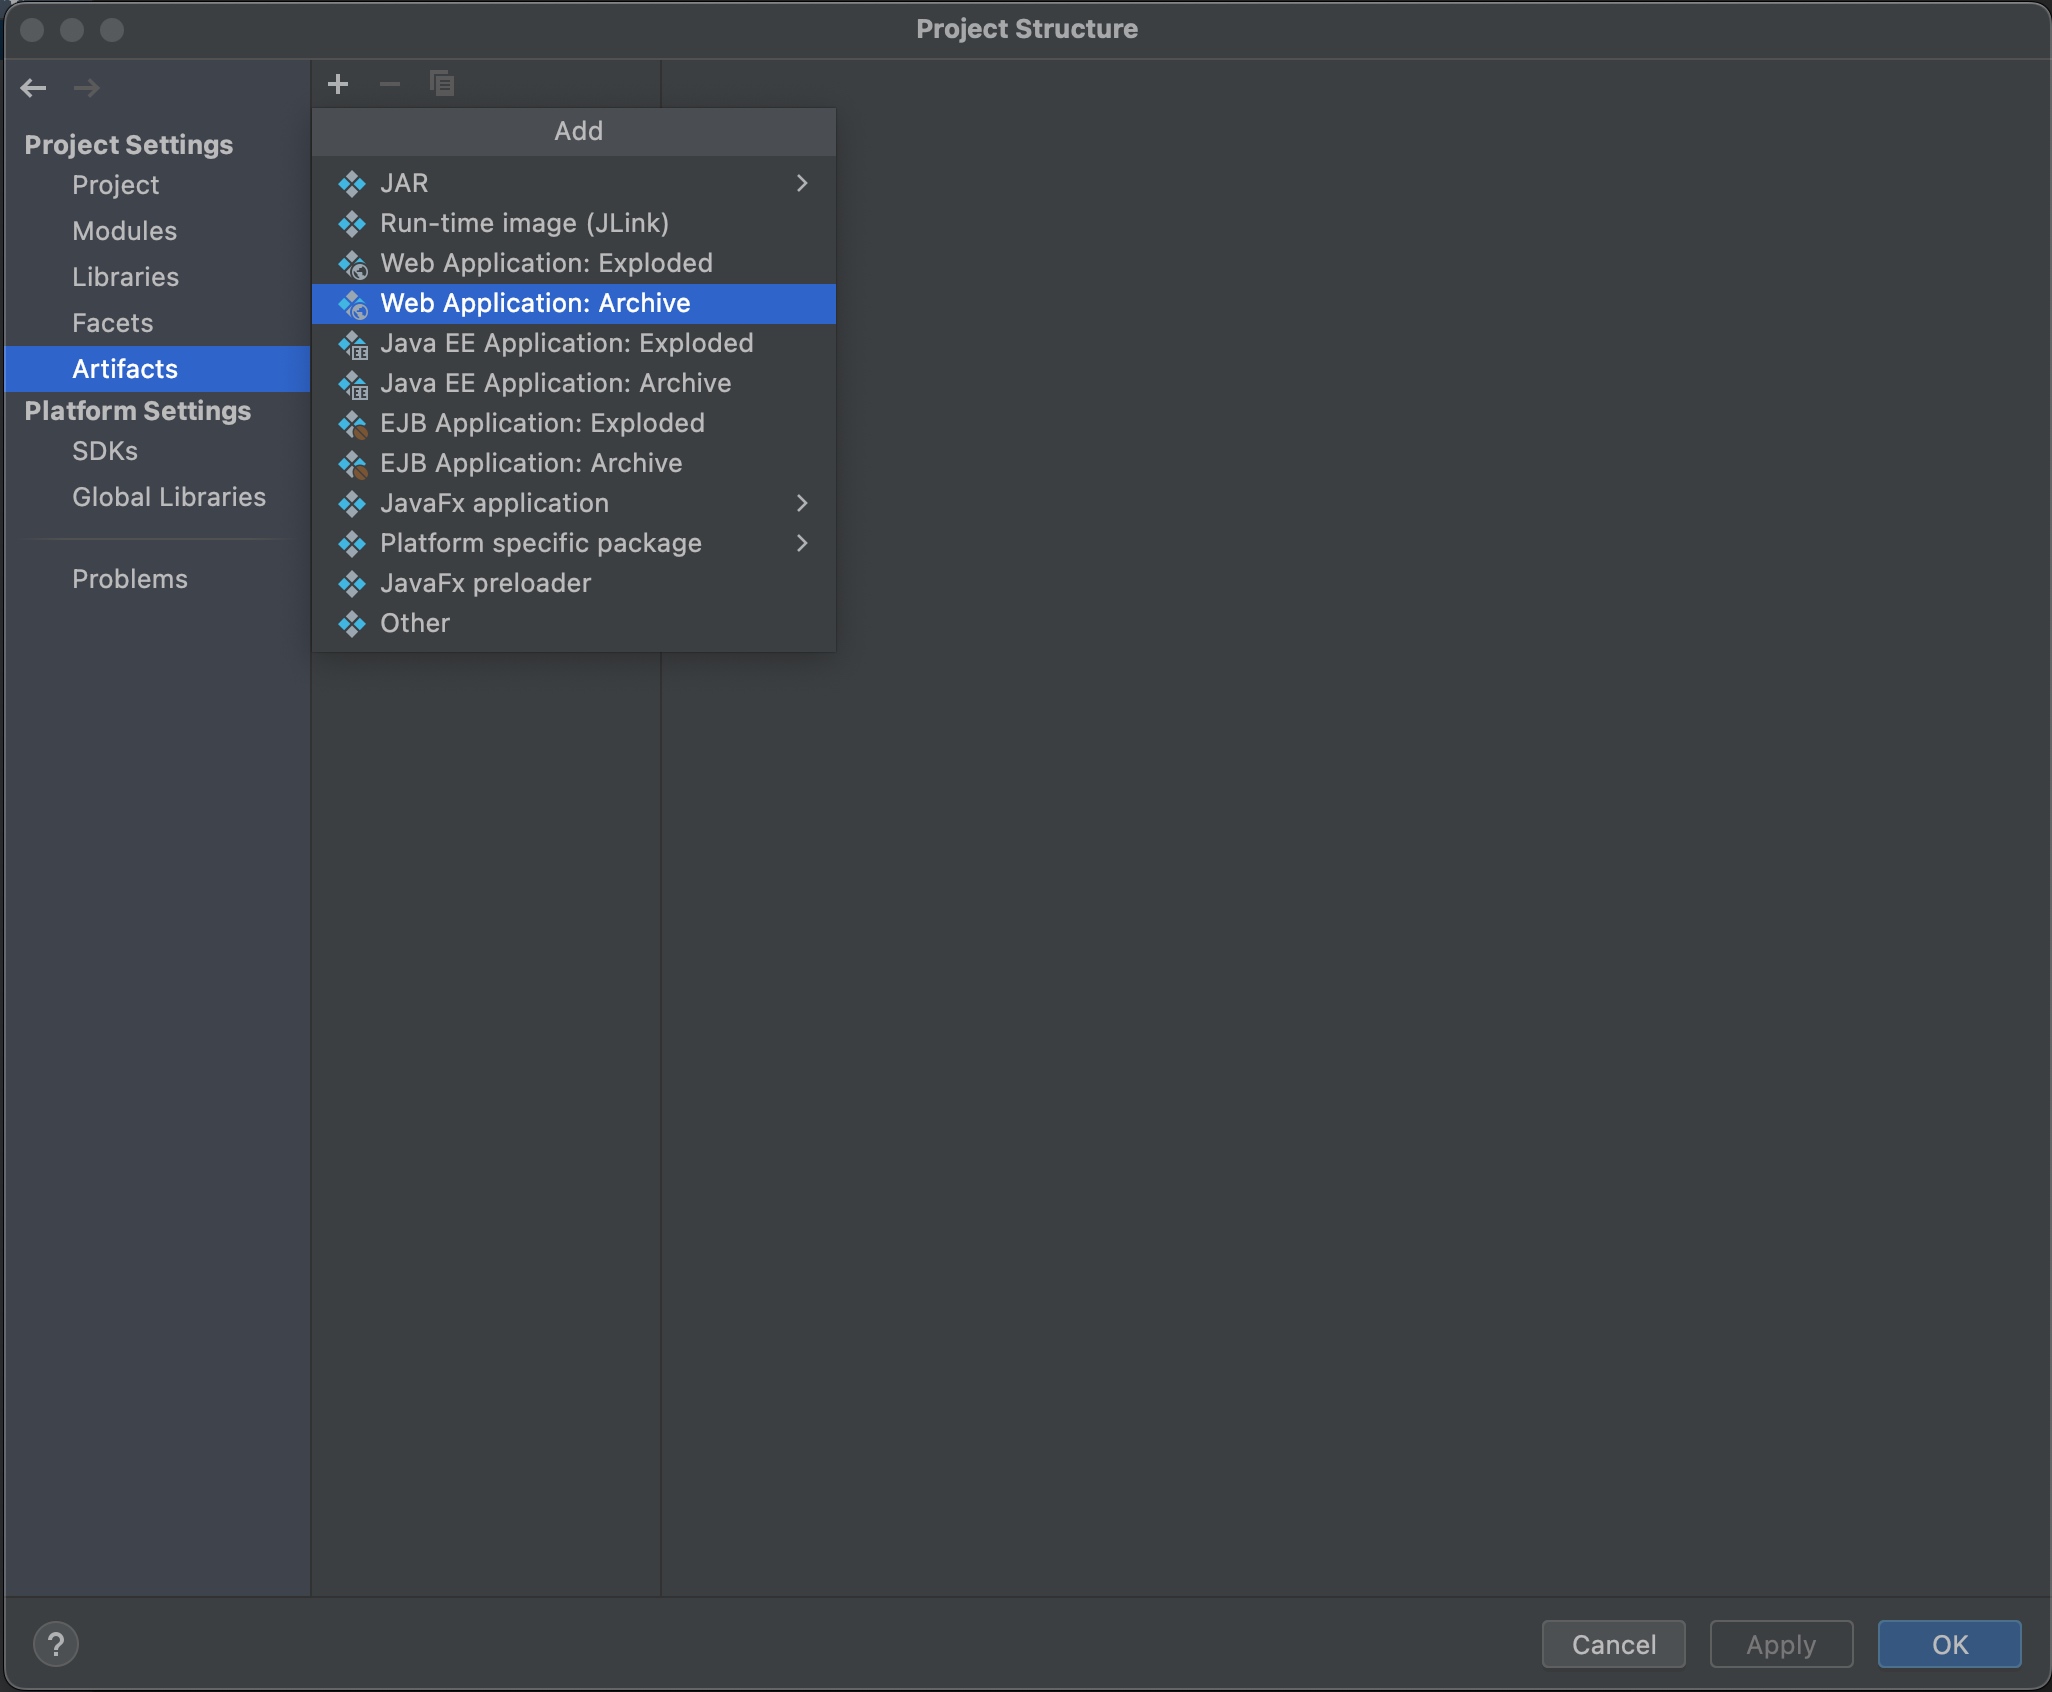 Project Structure
Project Settings
Project
Modules
Libraries
Facets
Artifacts
Platform Settings
SDKs
Global Libraries
Problems
Add
JAR
Run-time image (JLink)
Web Application: Exploded
Web Application: Archive
Java EE Application: Exploded
Java EE Application: Archive
EJB Application: Exploded
EJB Application: Archive
JavaFx application
Platform specific package
JavaFx preloader
Other
?
Cancel
Apply
OK